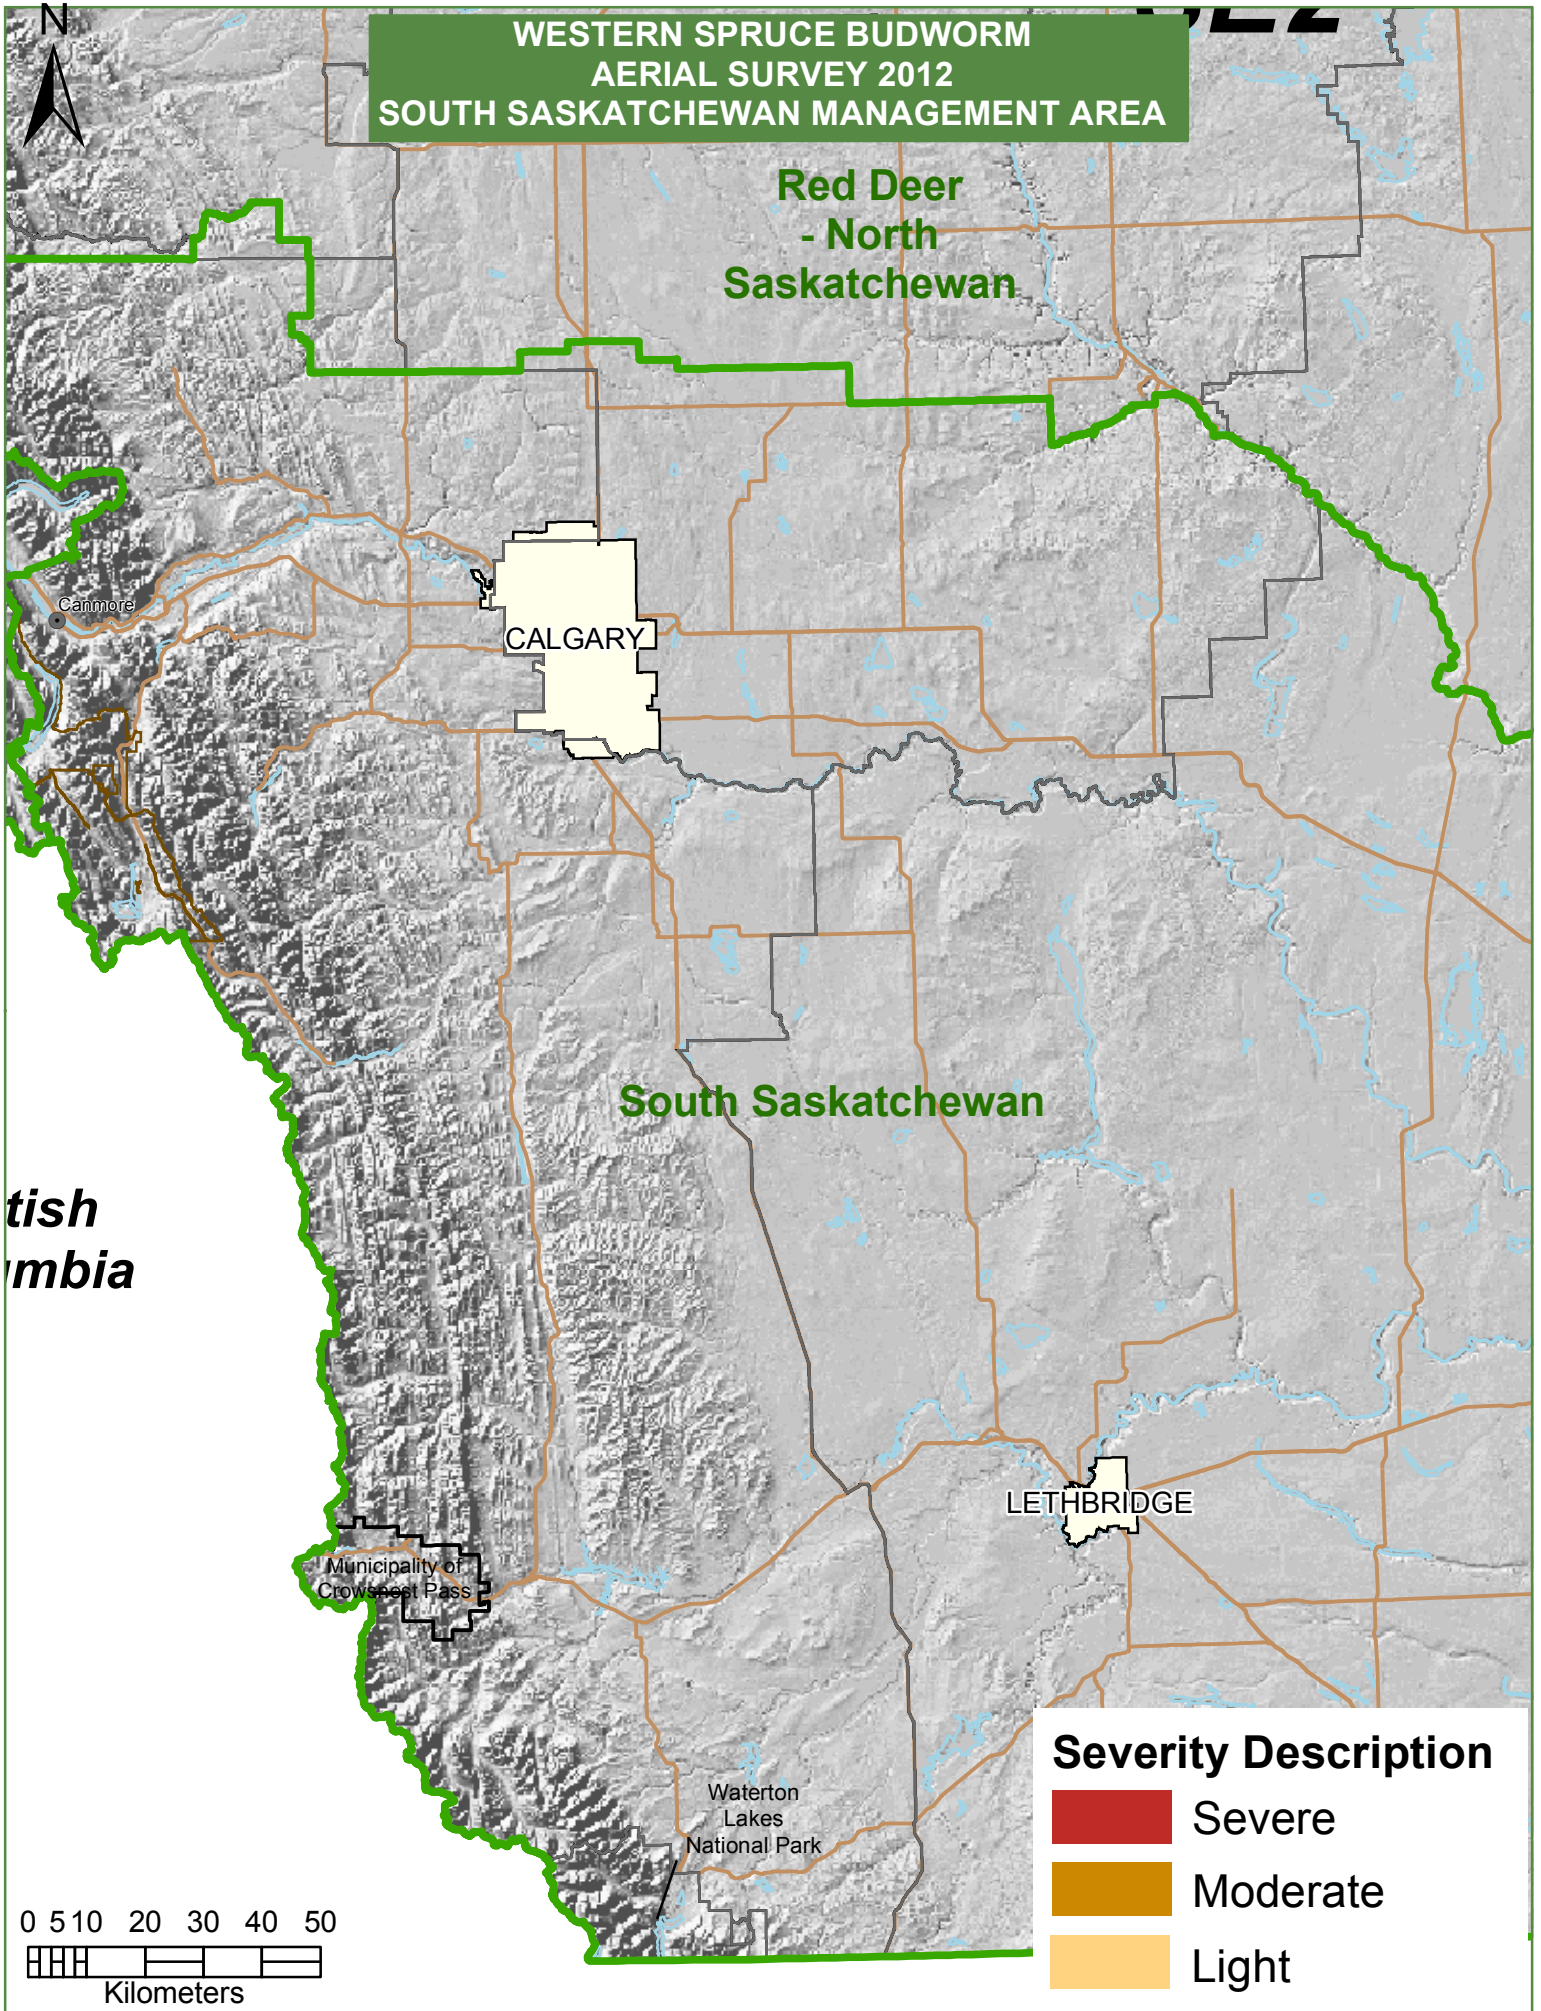 N
WESTERN SPRUCE BUDWORM
AERIAL SURVEY 2012
SOUTH SASKATCHEWAN MANAGEMENT AREA
Red Deer
- North
Saskatchewan
Canmore
CALGARY
South Saskatchewan
tish
umbia
LETHBRIDGE
Municipality of
Crowsnest Pass
Waterton
Lakes
National Park
Severity Description
Severe
Moderate
Light
0 5 10 20 30 40 50
Kilometers